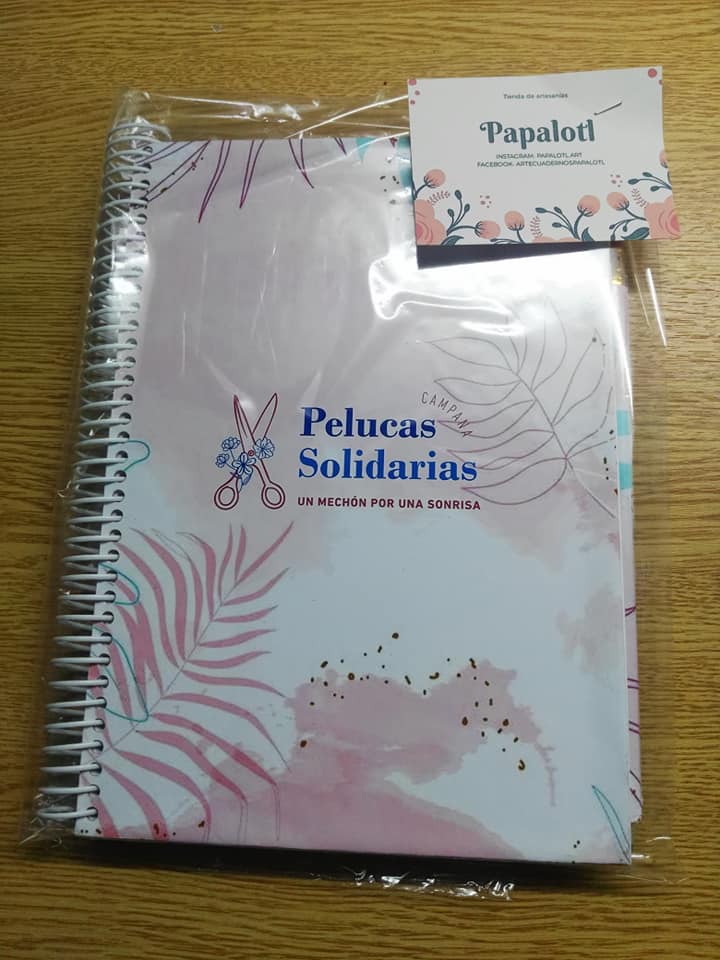 Tienda de artesanías
Papalotl
INSTAGRAM: PAPALOTL.ART
FACEBOOK: ARTECUADERNOSPAPALOTL
CAMPAÑA
Pelucas
Solidarias
UN MECHÓN POR UNA SONRISA